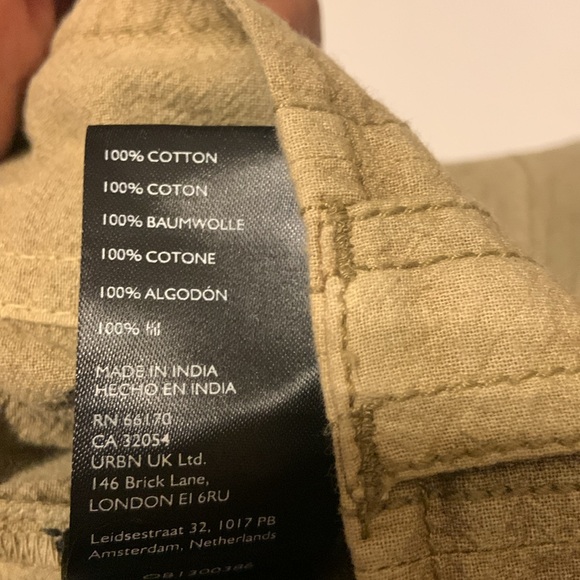 100% COTTON
100% COTON
100% BAUMWOLLE
100% COTONE
100% ALGODÓN
100% 棉
MADE IN INDIA
HECHO EN INDIA
RN 66170
CA 32054
URBN UK Ltd.
146 Brick Lane,
LONDON E1 6RU
Leidsestraat 32, 1017 PB
Amsterdam, Netherlands